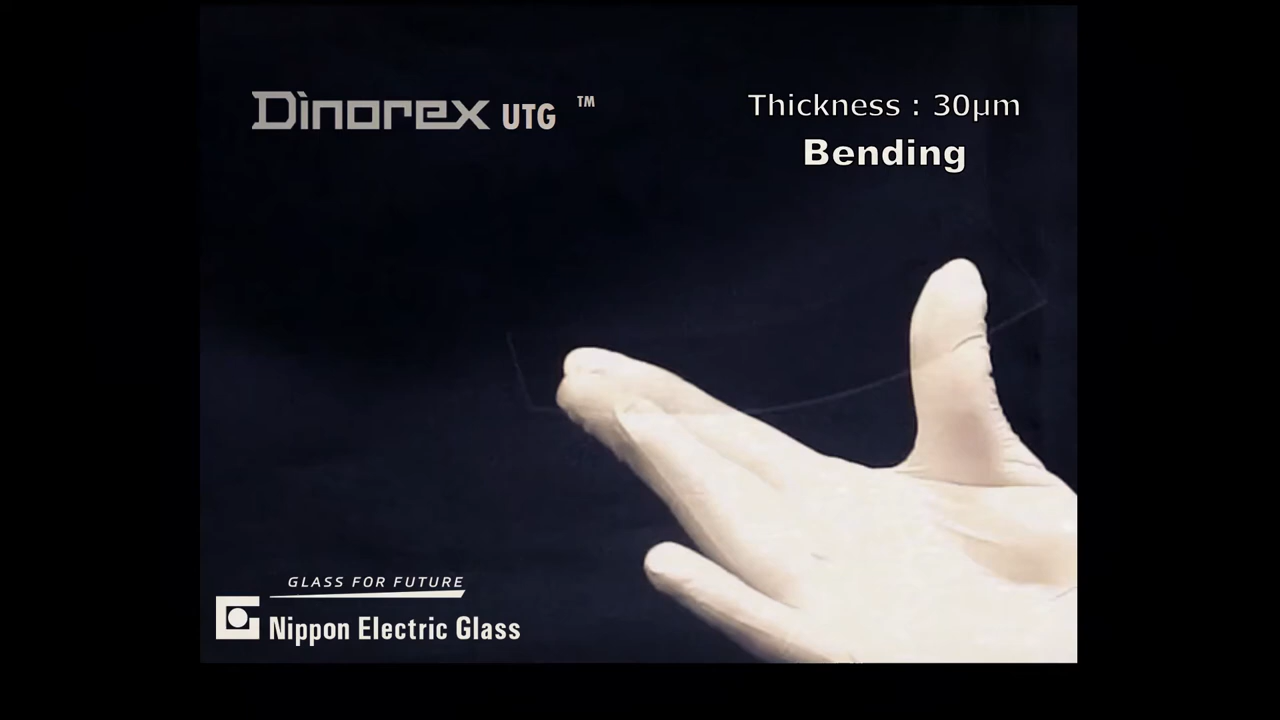 Dinorex UTG ™
Thickness : 30µm
Bending
GLASS FOR FUTURE
Nippon Electric Glass